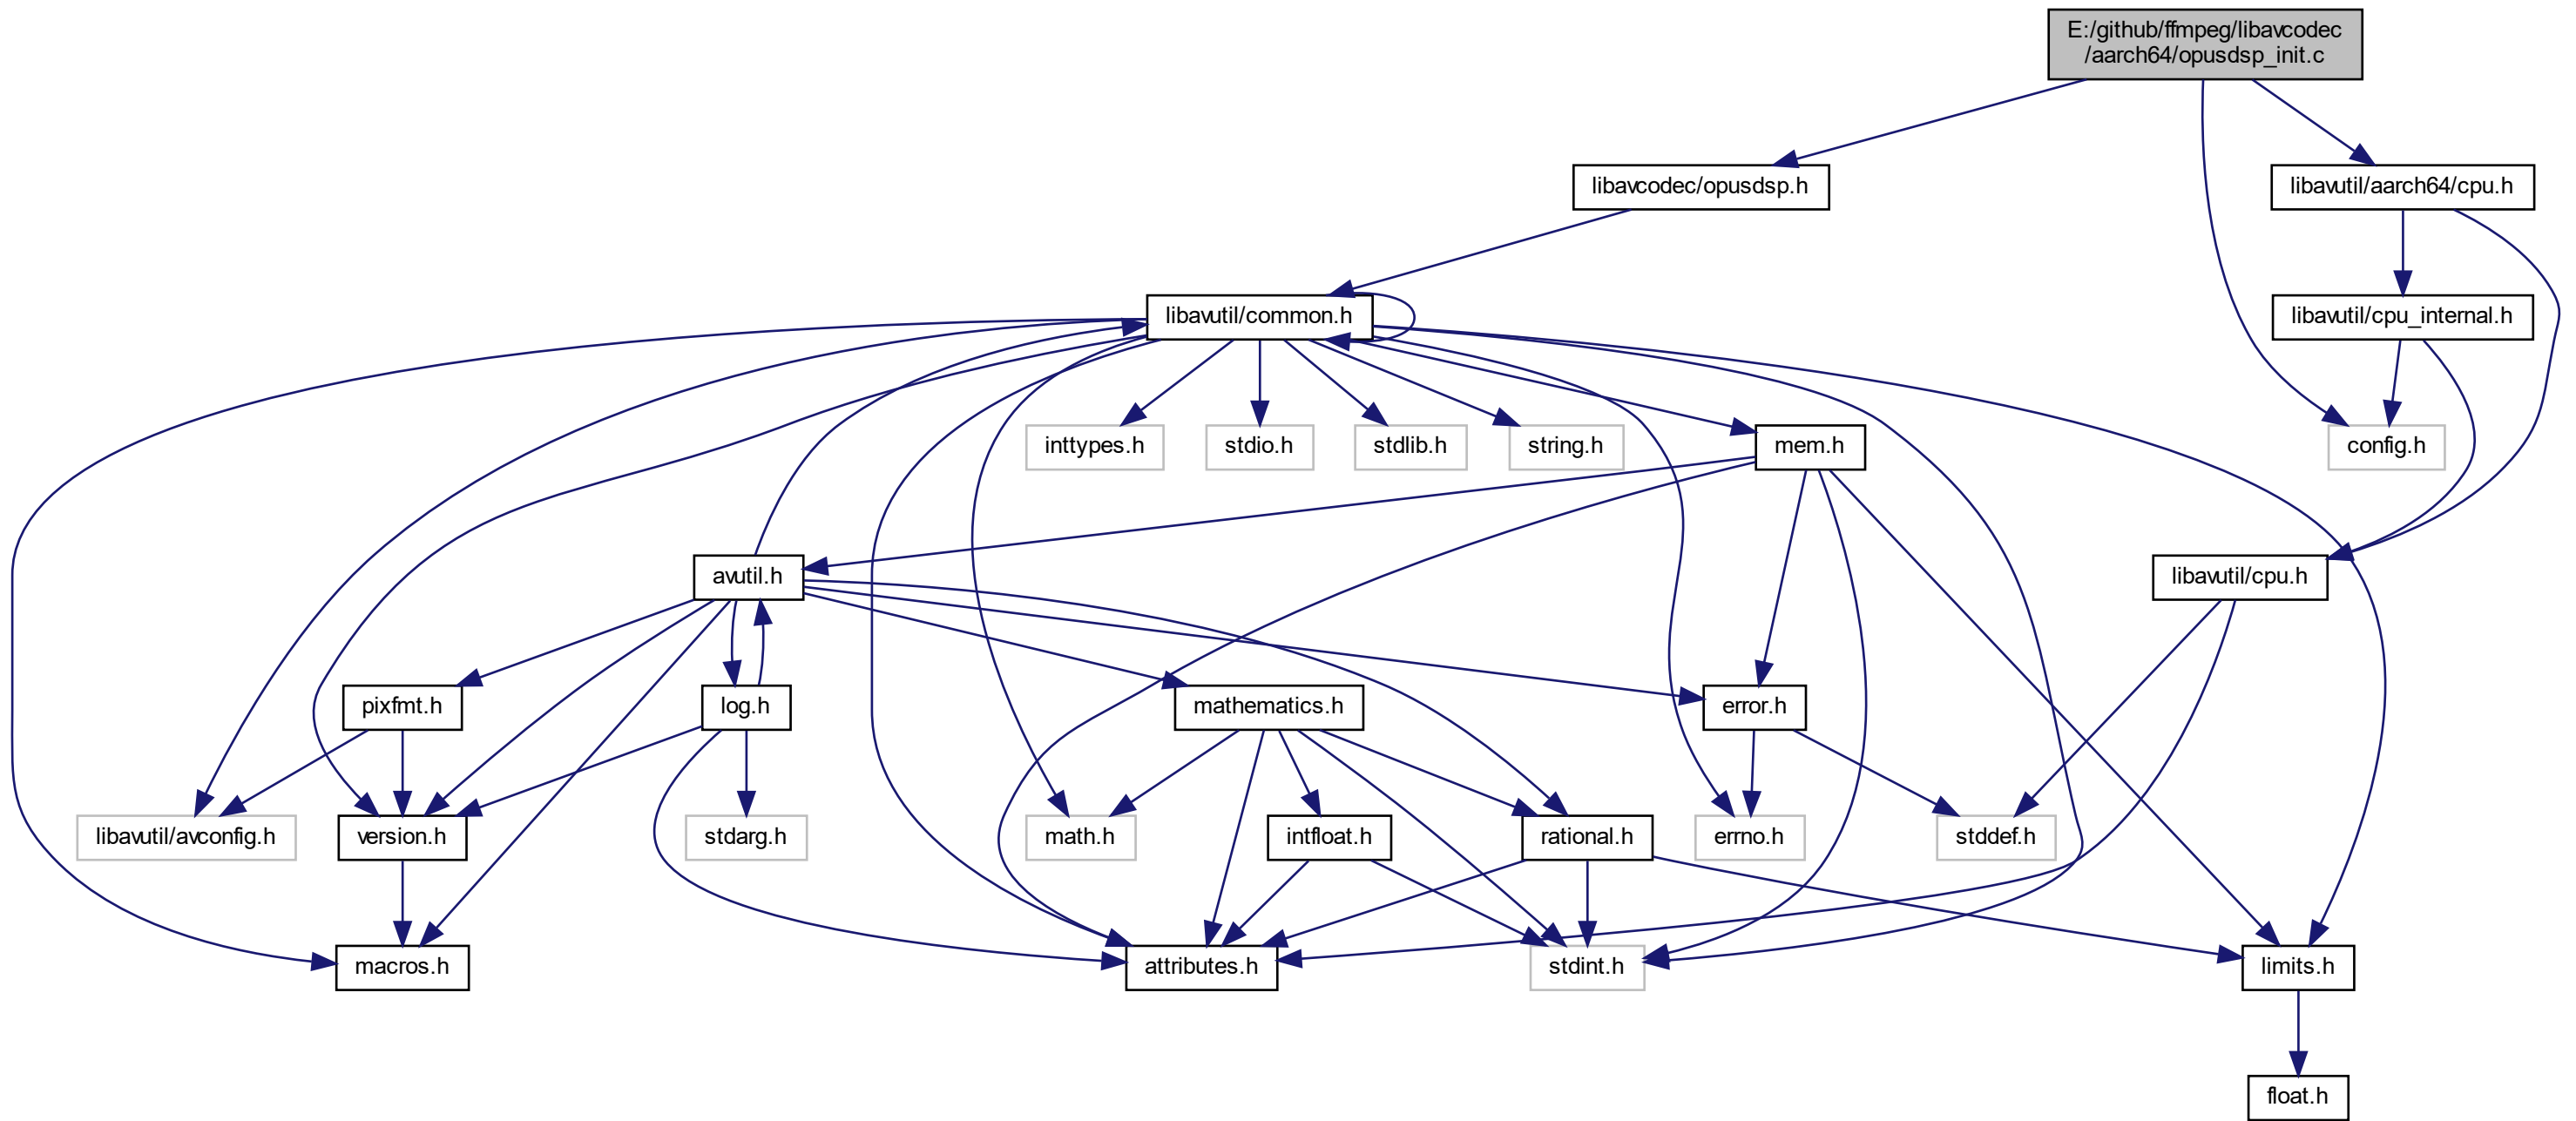 E:/github/ffmpeg/libavcodec
/aarch64/opusdsp_init.c
libavcodec/opusdsp.h
libavutil/aarch64/cpu.h
libavutil/common.h
libavutil/cpu_internal.h
inttypes.h
stdio.h
stdlib.h
string.h
mem.h
config.h
avutil.h
libavutil/cpu.h
pixfmt.h
log.h
mathematics.h
error.h
libavutil/avconfig.h
version.h
stdarg.h
math.h
intfloat.h
rational.h
errno.h
stddef.h
macros.h
attributes.h
stdint.h
limits.h
float.h